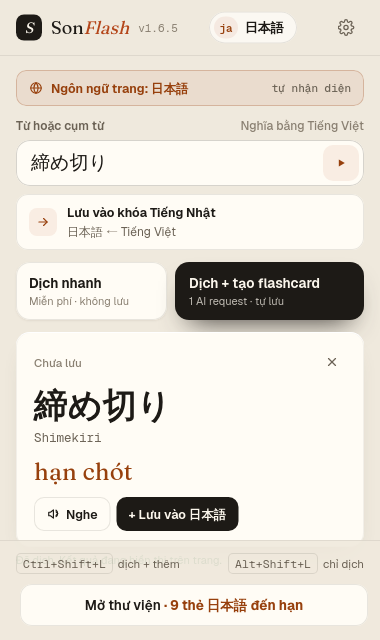 S SonFlash v1.6.5 ja 日本語
Ngôn ngữ trang: 日本語 tự nhận diện
Từ hoặc cụm từ Nghĩa bằng Tiếng Việt
締め切り
Lưu vào khóa Tiếng Nhật
日本語 ← Tiếng Việt
Dịch nhanh
Miễn phí · không lưu
Dịch + tạo flashcard
1 AI request · tự lưu
Chưa lưu
締め切り
Shimekiri
hạn chót
Nghe
+ Lưu vào 日本語
Ctrl+Shift+L dịch + thêm Alt+Shift+L chỉ dịch
Mở thư viện · 9 thẻ 日本語 đến hạn